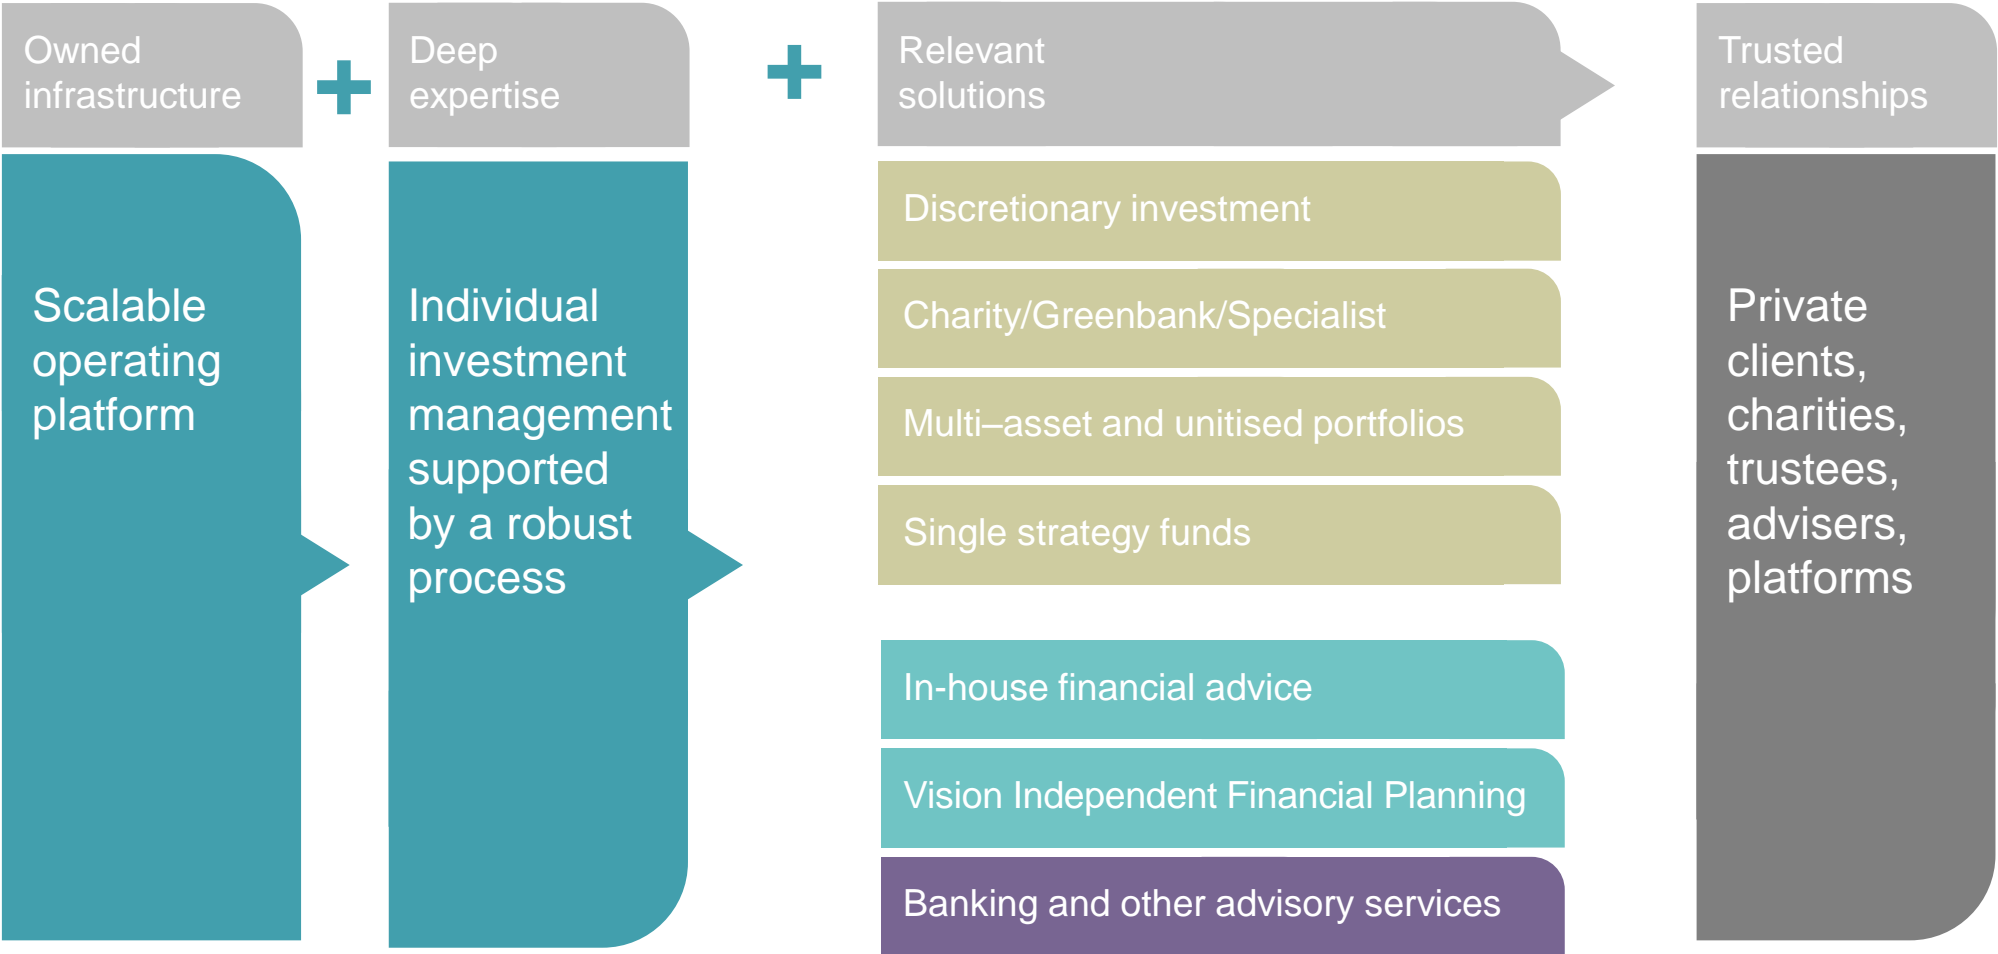 Owned
infrastructure
Deep
expertise
Relevant
solutions
Trusted
relationships
Scalable
operating
platform
Individual
investment
management
supported
by a robust
process
Discretionary investment
Charity/Greenbank/Specialist
Multi–asset and unitised portfolios
Single strategy funds
In-house financial advice
Vision Independent Financial Planning
Banking and other advisory services
Private
clients,
charities,
trustees,
advisers,
platforms